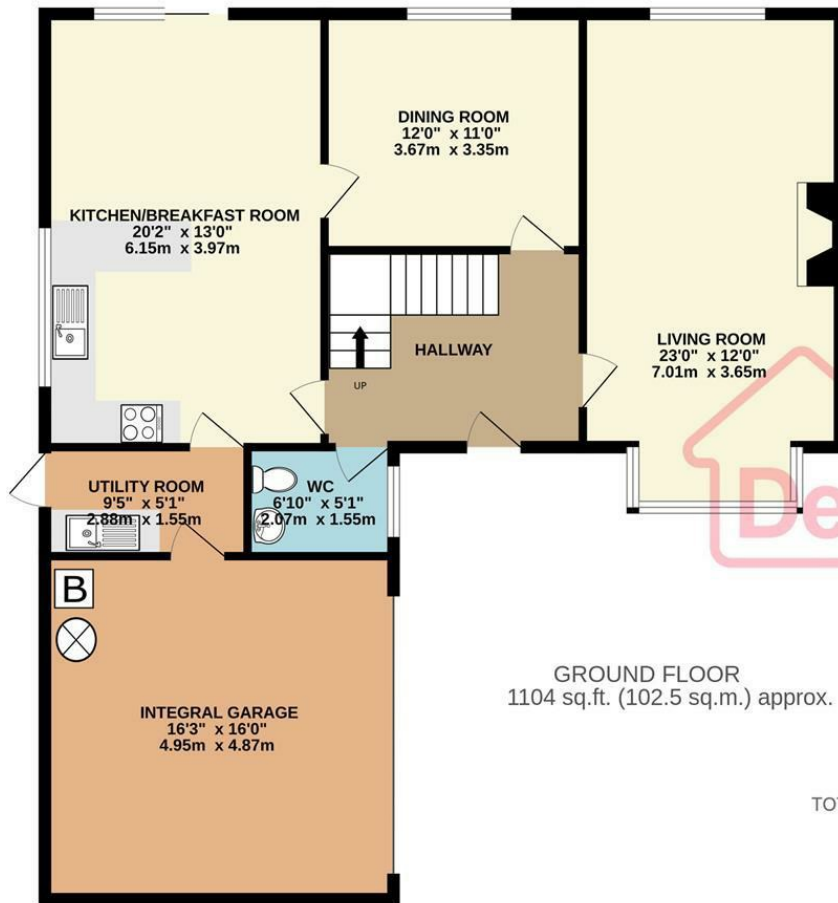 DINING ROOM
12'0" x 11'0"
3.67m x 3.35m
KITCHEN/BREAKFAST ROOM
20'2" x 13'0"
6.15m x 3.97m
HALLWAY
UP
LIVING ROOM
23'0" x 12'0"
7.01m x 3.65m
UTILITY ROOM
9'5" x 5'1"
2.88m x 1.55m
WC
6'10" x 5'1"
2.07m x 1.55m
De
B
INTEGRAL GARAGE
16'3" x 16'0"
4.95m x 4.87m
GROUND FLOOR
1104 sq.ft. (102.5 sq.m.) approx.
TO